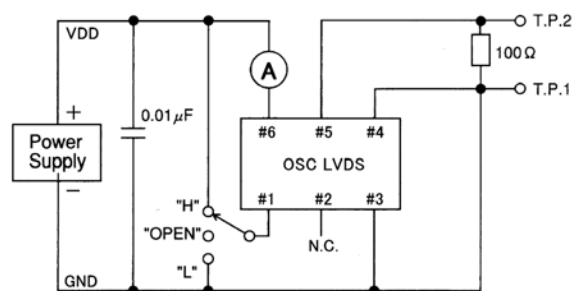 VDD
T.P.2
100Ω
T.P.1
A
+
0.01μF
Power
Supply
−
#6 #5 #4
OSC LVDS
#1 #2 #3
"H"
"OPEN"
"L"
N.C.
GND